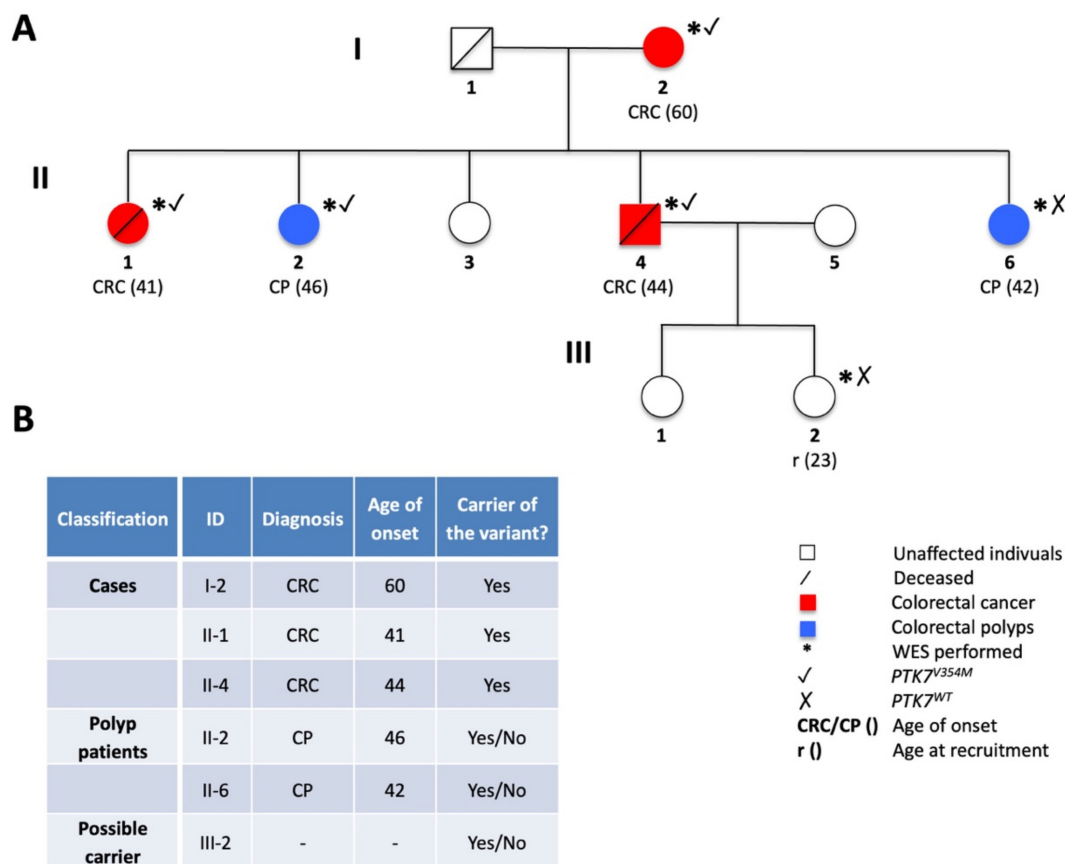 A
I
*✓
1
2
CRC (60)
II
*✓
*✓
*✓
*X
1
2
3
4
5
6
CRC (41)
CP (46)
CRC (44)
CP (42)
III
*X
1
2
r (23)
B
Classification ID Diagnosis Age of onset Carrier of the variant?
Cases I-2 CRC 60 Yes
II-1 CRC 41 Yes
II-4 CRC 44 Yes
Polyp patients II-2 CP 46 Yes/No
II-6 CP 42 Yes/No
Possible carrier III-2 - - Yes/No
Unaffected indivuals
/ Deceased
Colorectal cancer
Colorectal polyps
* WES performed
✓ PTK7V354M
X PTK7WT
CRC/CP () Age of onset
r () Age at recruitment